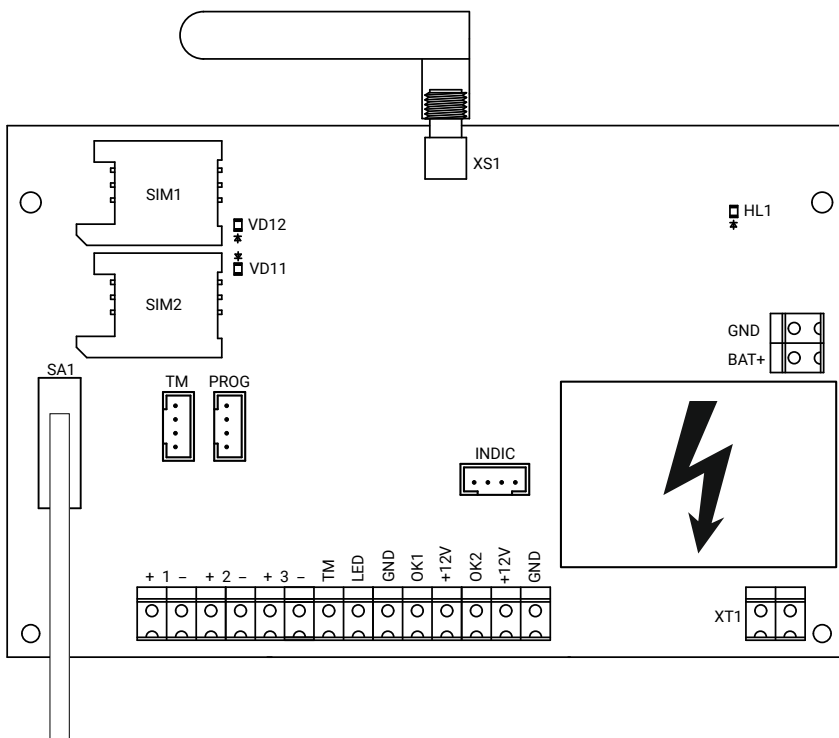 XS1
SIM1
VD12
HL1
VD11
SIM2
GND
BAT+
SA1
TM PROG
INDIC
+ 1 − + 2 − + 3 − TM LED GND OK1 +12V OK2 +12V GND
XT1